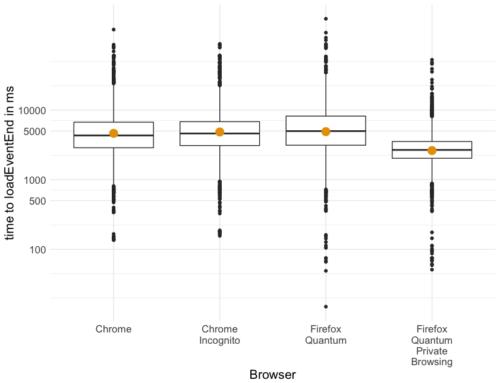 time to loadEventEnd in ms
10000
5000
1000
500
100
Chrome
Chrome
Incognito
Firefox
Quantum
Firefox
Quantum
Private
Browsing
Browser